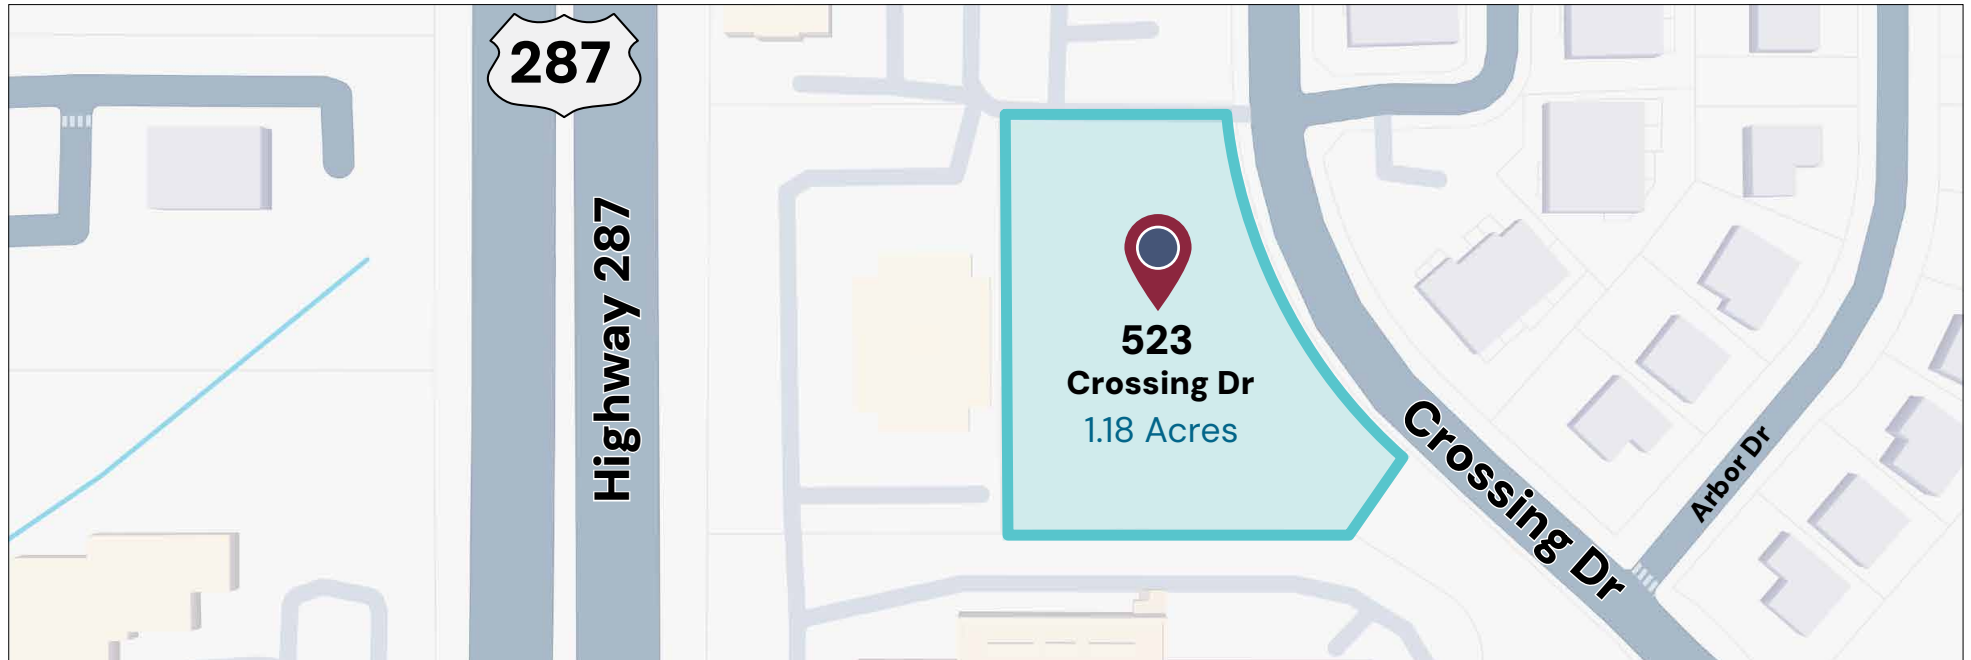 287
Highway 287
523
Crossing Dr
1.18 Acres
Crossing Dr
Arbor Dr